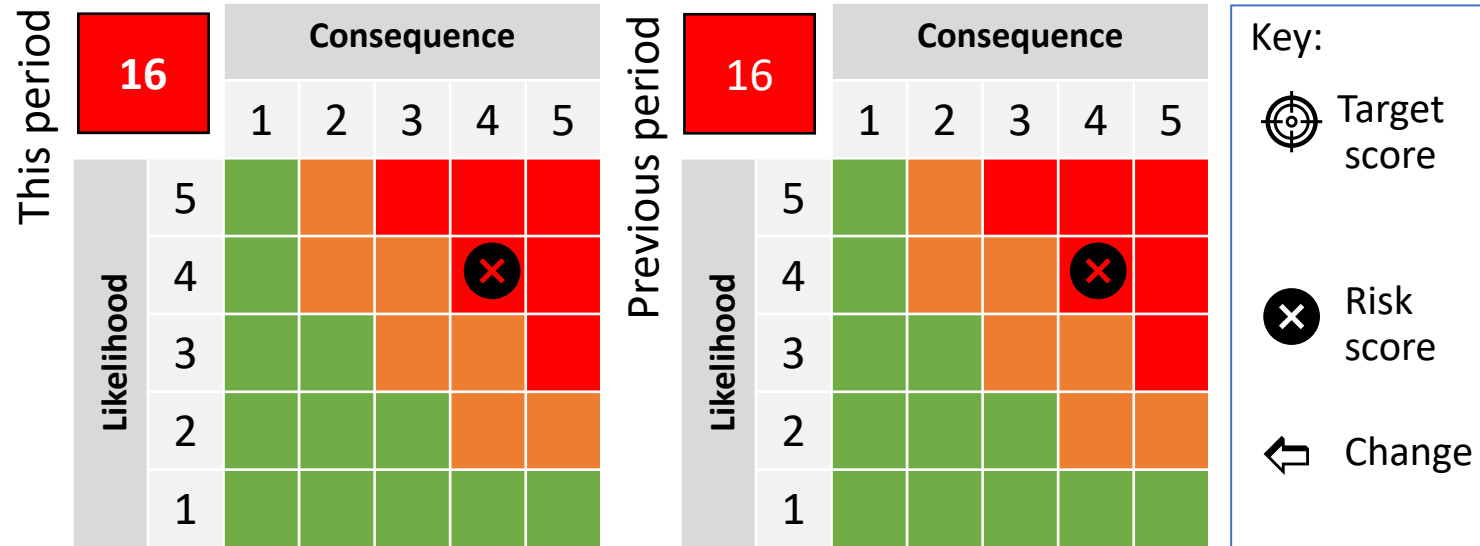 This period
16
Consequence
1 2 3 4 5
Likelihood
5
4
3
2
1
Previous period
16
Consequence
1 2 3 4 5
Likelihood
5
4
3
2
1
Key:
Target
score
Risk
score
Change